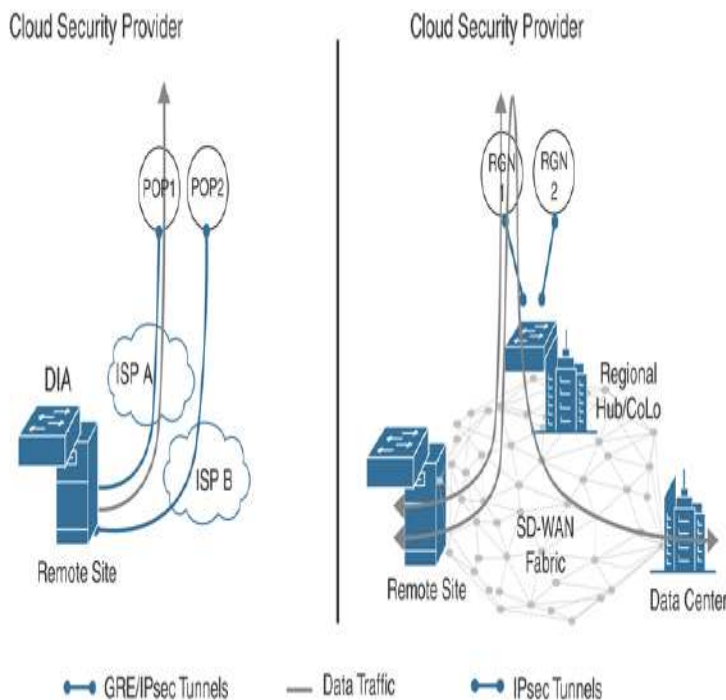 Cloud Security Provider
POP1
POP2
ISP A
DIA
ISP B
Remote Site
Cloud Security Provider
RGN
1
RGN
2
Regional
Hub/CoLo
SD-WAN
Fabric
Remote Site
Data Center
GRE/IPsec Tunnels
Data Traffic
IPsec Tunnels